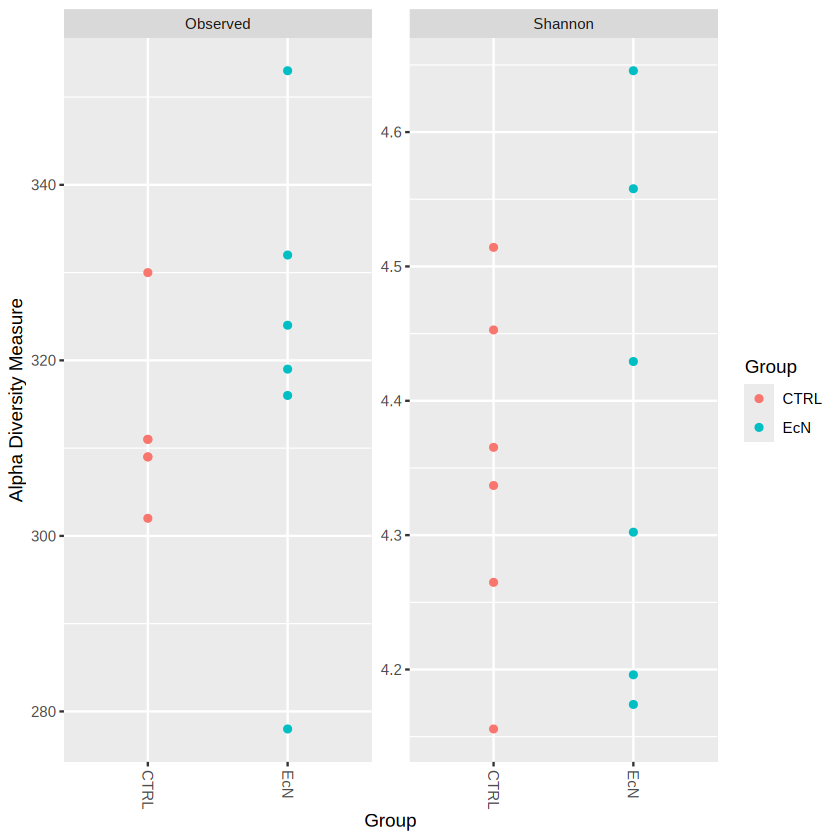 Observed
Shannon
Alpha Diversity Measure
340
320
300
280
4.6
4.5
4.4
4.3
4.2
CTRL
EcN
CTRL
EcN
Group
Group
CTRL
EcN